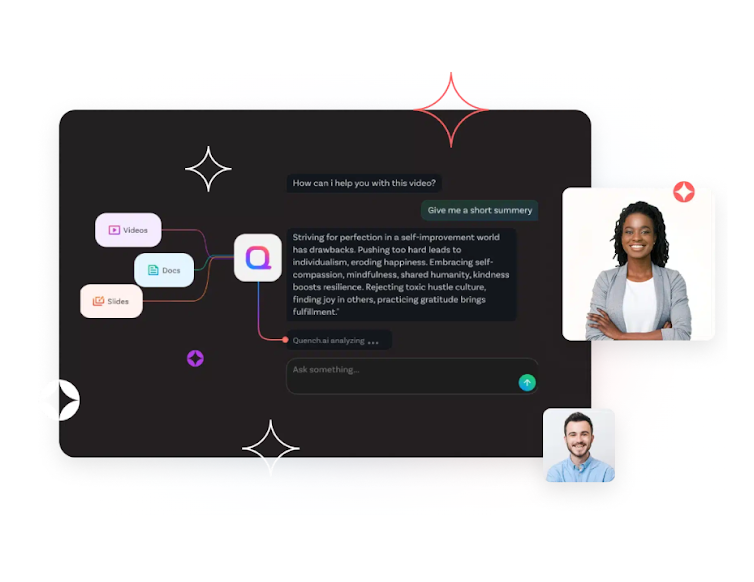 How can i help you with this video?
Give me a short summery
Videos
Docs
Slides
Striving for perfection in a self-improvement world
has drawbacks. Pushing too hard leads to
individualism, eroding happiness. Embracing self-
compassion, mindfulness, shared humanity, kindness
boosts resilience. Rejecting toxic hustle culture,
finding joy in others, practicing gratitude brings
fulfillment.'
Quench.ai analyzing ...
Ask something...